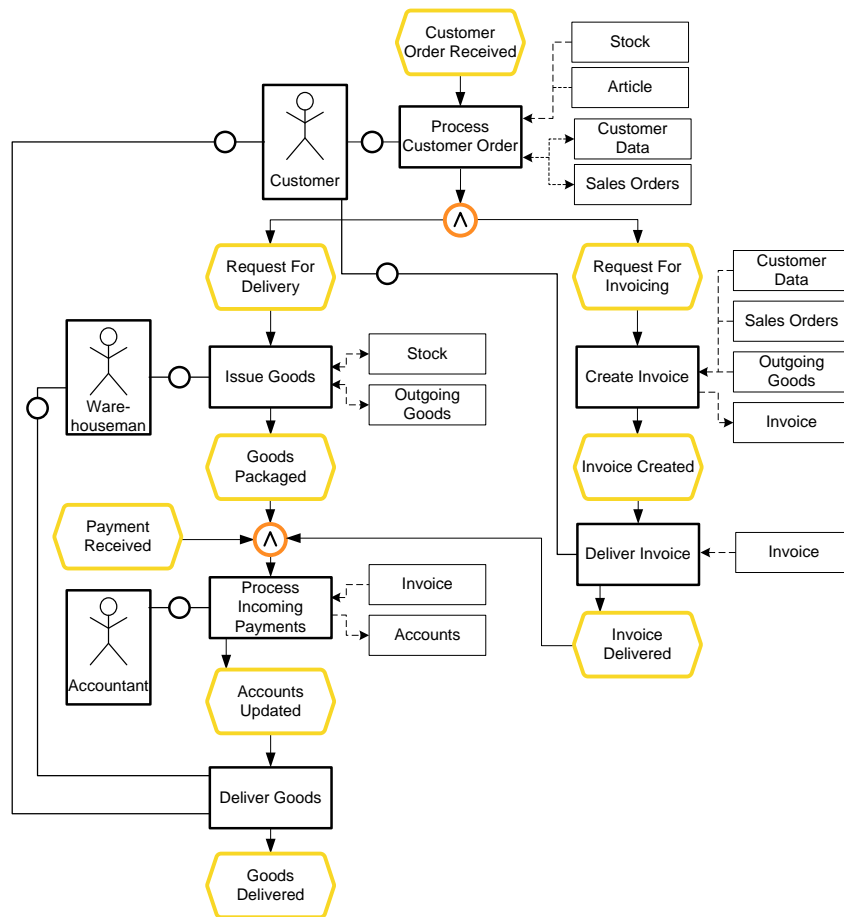 Customer
Order Received
Stock
Article
Process
Customer Order
Customer
Data
Sales Orders
Customer
∧
Request For
Delivery
Request For
Invoicing
Customer
Data
Sales Orders
Outgoing
Goods
Invoice
Ware-
houseman
Issue Goods
Stock
Outgoing
Goods
Create Invoice
Goods
Packaged
Invoice Created
Payment
Received
∧
Deliver Invoice
Invoice
Accountant
Process
Incoming
Payments
Invoice
Accounts
Invoice
Delivered
Accounts
Updated
Deliver Goods
Goods
Delivered